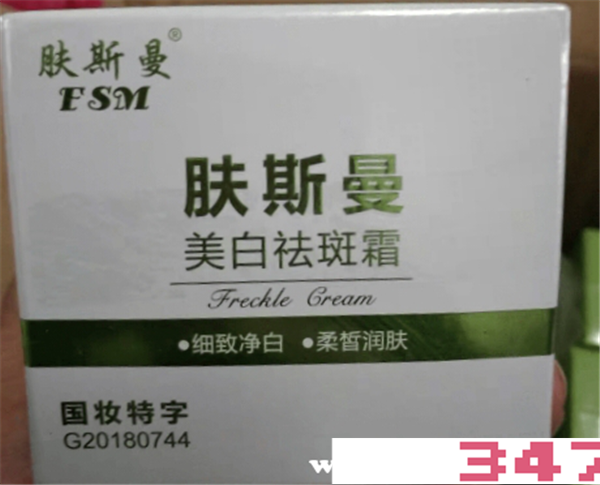 肤斯曼®
FSM
肤斯曼
美白祛斑霜
Freckle Cream
●细致净白 ●柔皙润肤
国妆特字
G20180744
w
347